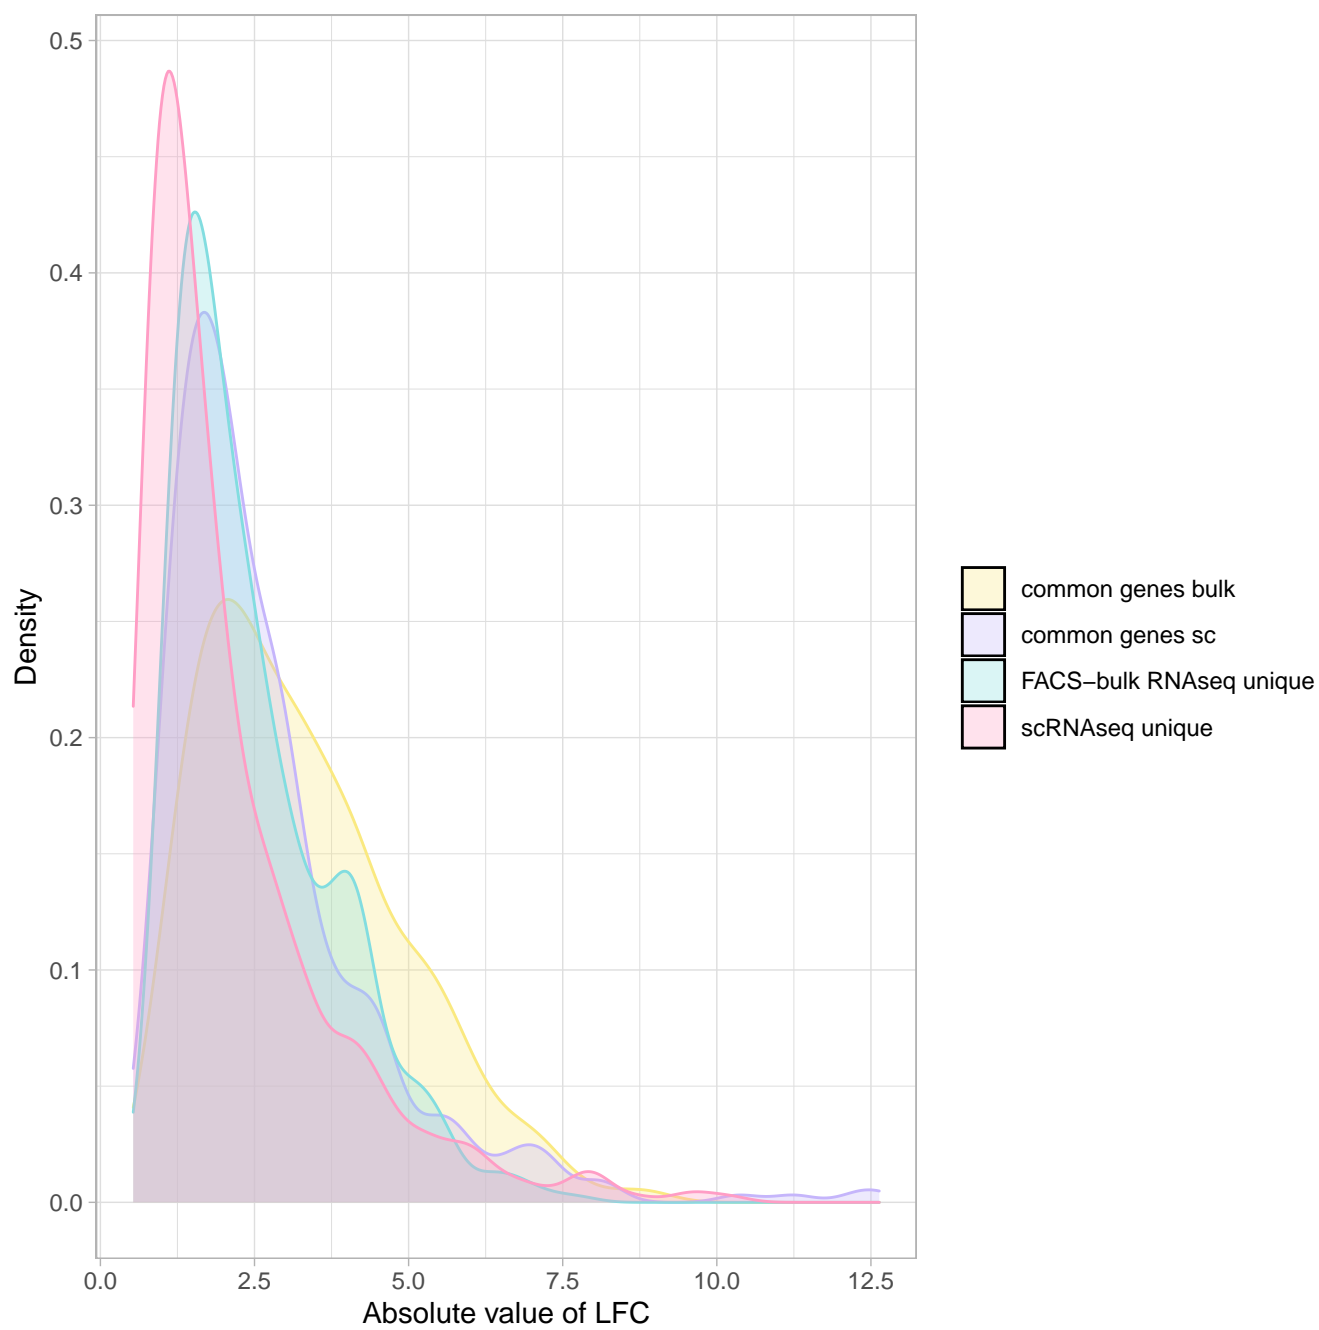 0.5
0.4
0.3
0.2
0.1
0.0
Density
0.0 2.5 5.0 7.5 10.0 12.5
Absolute value of LFC
common genes bulk
common genes sc
FACS−bulk RNAseq unique
scRNAseq unique